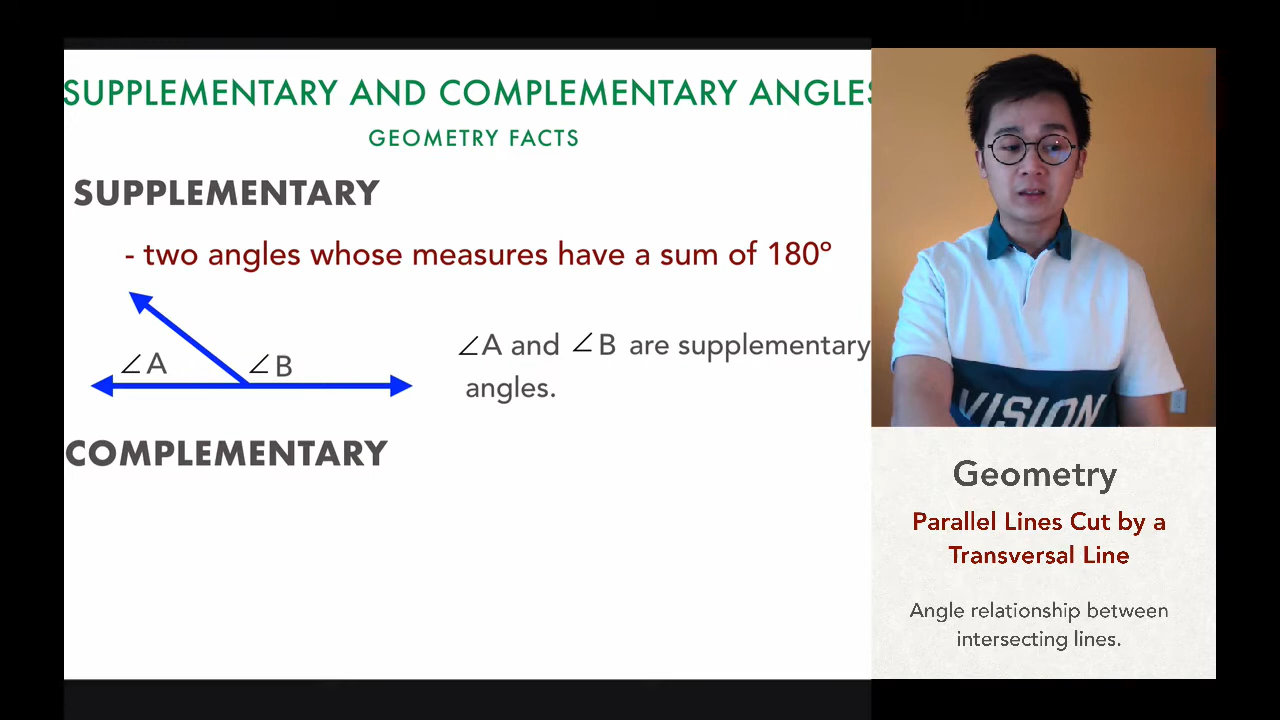 SUPPLEMENTARY AND COMPLEMENTARY ANGLES
GEOMETRY FACTS
SUPPLEMENTARY
- two angles whose measures have a sum of 180º
∠A ∠B
∠A and ∠B are supplementary
angles.
COMPLEMENTARY
VISION
Geometry
Parallel Lines Cut by a
Transversal Line
Angle relationship between
intersecting lines.